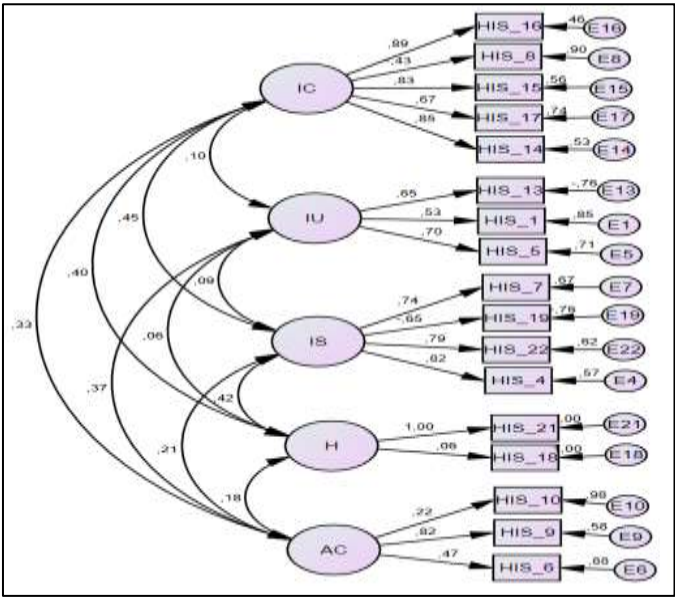 HIS_16
,46
E16
,89
HIS_8
,90
E8
,43
IC
HIS_15
,56
E15
,83
HIS_17
,74
E17
,67
HIS_14
,53
E14
,85
,10
HIS_13
-,76
E13
,65
IU
HIS_1
,85
E1
,53
HIS_5
,71
E5
,70
,45
,40
,09
HIS_7
,67
E7
,74
,33
,06
IS
HIS_19
-,76
E19
-,65
HIS_22
,62
E22
,79
HIS_4
,57
E4
,82
,37
,42
,21
H
HIS_21
,00
E21
1,00
HIS_18
,00
E18
,06
,18
HIS_10
,98
E10
,22
AC
HIS_9
,58
E9
,82
HIS_6
,88
E6
,47